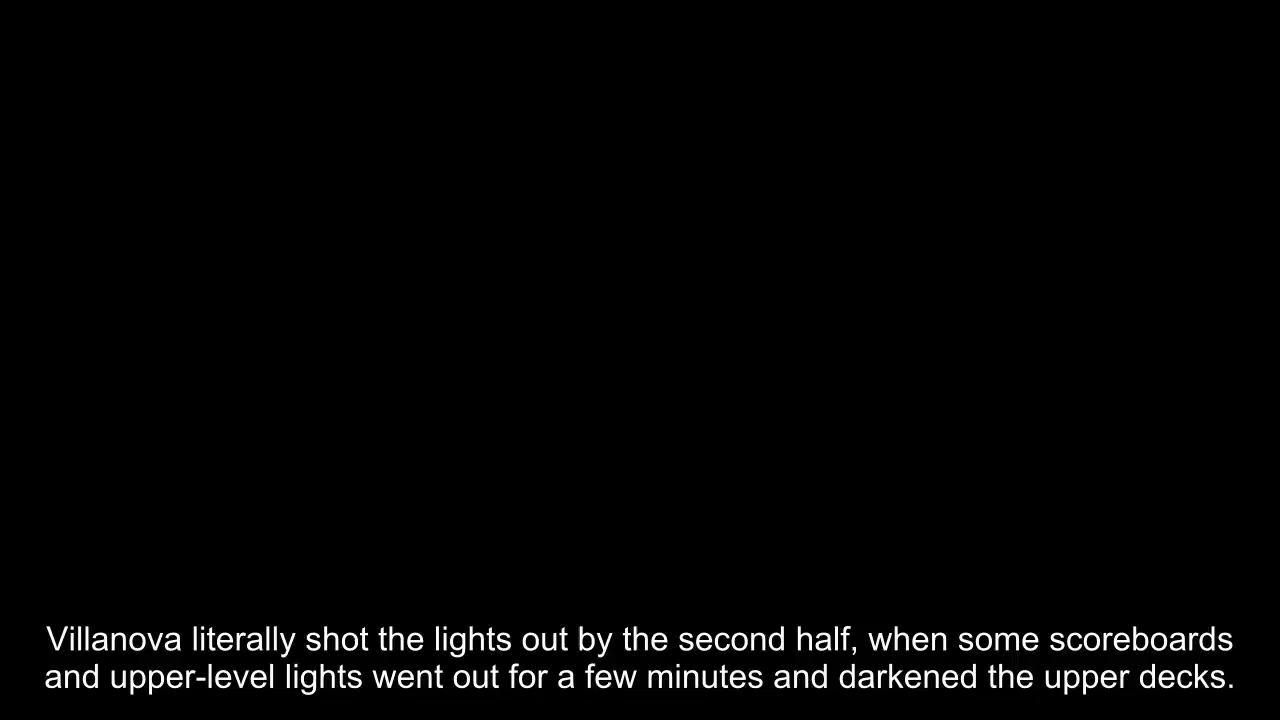 Villanova literally shot the lights out by the second half, when some scoreboards
and upper-level lights went out for a few minutes and darkened the upper decks.